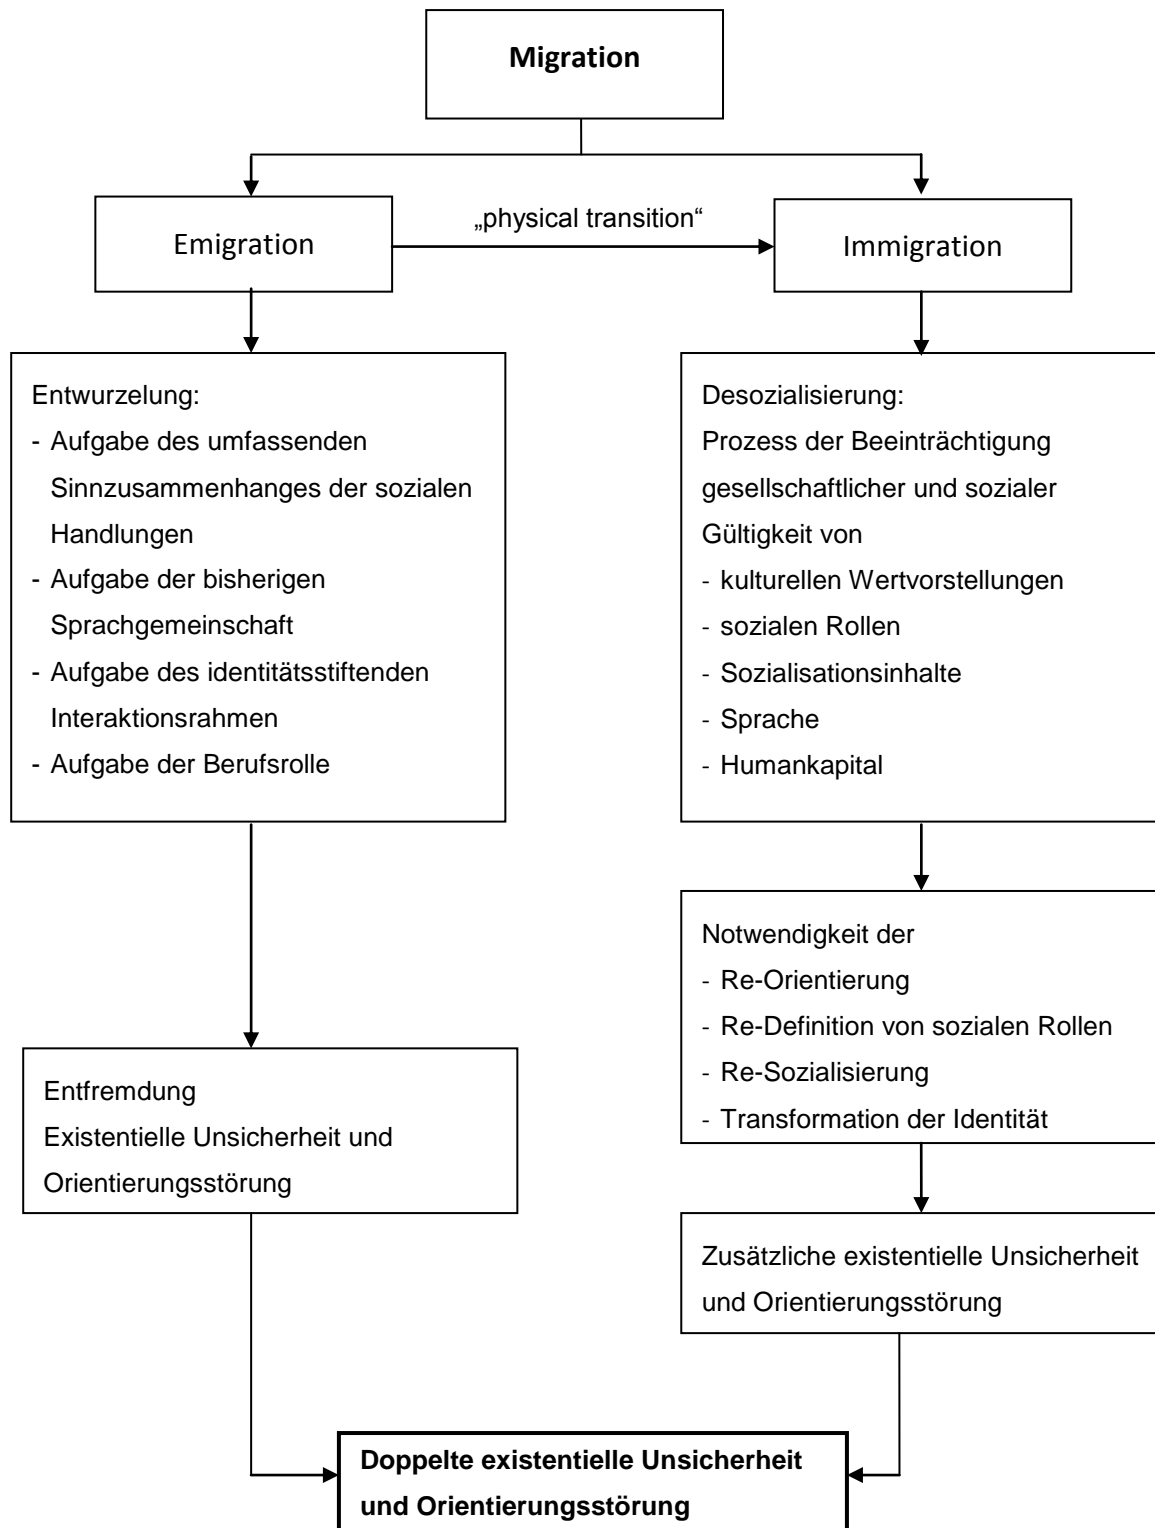 Migration
Emigration
„physical transition“
Immigration
Entwurzelung:
- Aufgabe des umfassenden
Sinnzusammenhanges der sozialen
Handlungen
- Aufgabe der bisherigen
Sprachgemeinschaft
- Aufgabe des identitätsstiftenden
Interaktionsrahmen
- Aufgabe der Berufsrolle
Desozialisierung:
Prozess der Beeinträchtigung
gesellschaftlicher und sozialer
Gültigkeit von
- kulturellen Wertvorstellungen
- sozialen Rollen
- Sozialisationsinhalte
- Sprache
- Humankapital
Entfremdung
Existentielle Unsicherheit und
Orientierungsstörung
Notwendigkeit der
- Re-Orientierung
- Re-Definition von sozialen Rollen
- Re-Sozialisierung
- Transformation der Identität
Zusätzliche existentielle Unsicherheit
und Orientierungsstörung
Doppelte existentielle Unsicherheit
und Orientierungsstörung